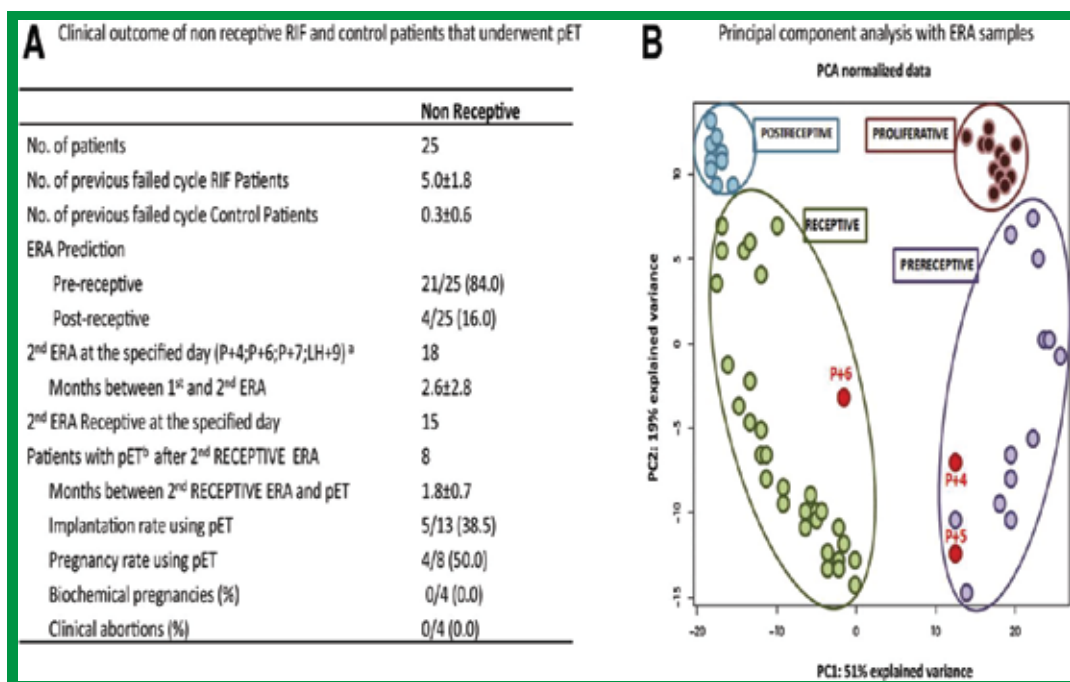 A Clinical outcome of non receptive RIF and control patients that underwent pET
Non Receptive
No. of patients 25
No. of previous failed cycle RIF Patients 5.0±1.8
No. of previous failed cycle Control Patients 0.3±0.6
ERA Prediction
Pre-receptive 21/25 (84.0)
Post-receptive 4/25 (16.0)
2nd ERA at the specified day (P+4;P+6;P+7;LH+9) a 18
Months between 1st and 2nd ERA 2.6±2.8
2nd ERA Receptive at the specified day 15
Patients with pETb after 2nd RECEPTIVE ERA 8
Months between 2nd RECEPTIVE ERA and pET 1.8±0.7
Implantation rate using pET 5/13 (38.5)
Pregnancy rate using pET 4/8 (50.0)
Biochemical pregnancies (%) 0/4 (0.0)
Clinical abortions (%) 0/4 (0.0)
B Principal component analysis with ERA samples
PCA normalized data
POSTRECEPTIVE PROLIFERATIVE
RECEPTIVE
PRERECEPTIVE
P+6
P+4
P+5
PC2: 19% explained variance
10
5
0
-5
-10
-15
-20 -10 0 10 20
PC1: 51% explained variance